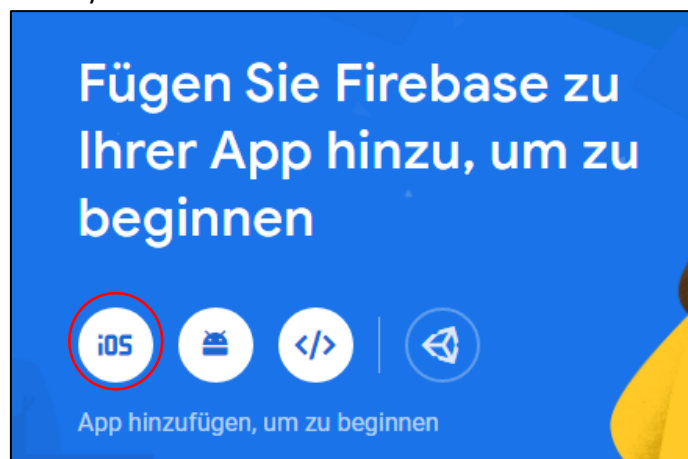 Fügen Sie Firebase zu
Ihrer App hinzu, um zu
beginnen
iOS </>
App hinzufügen, um zu beginnen